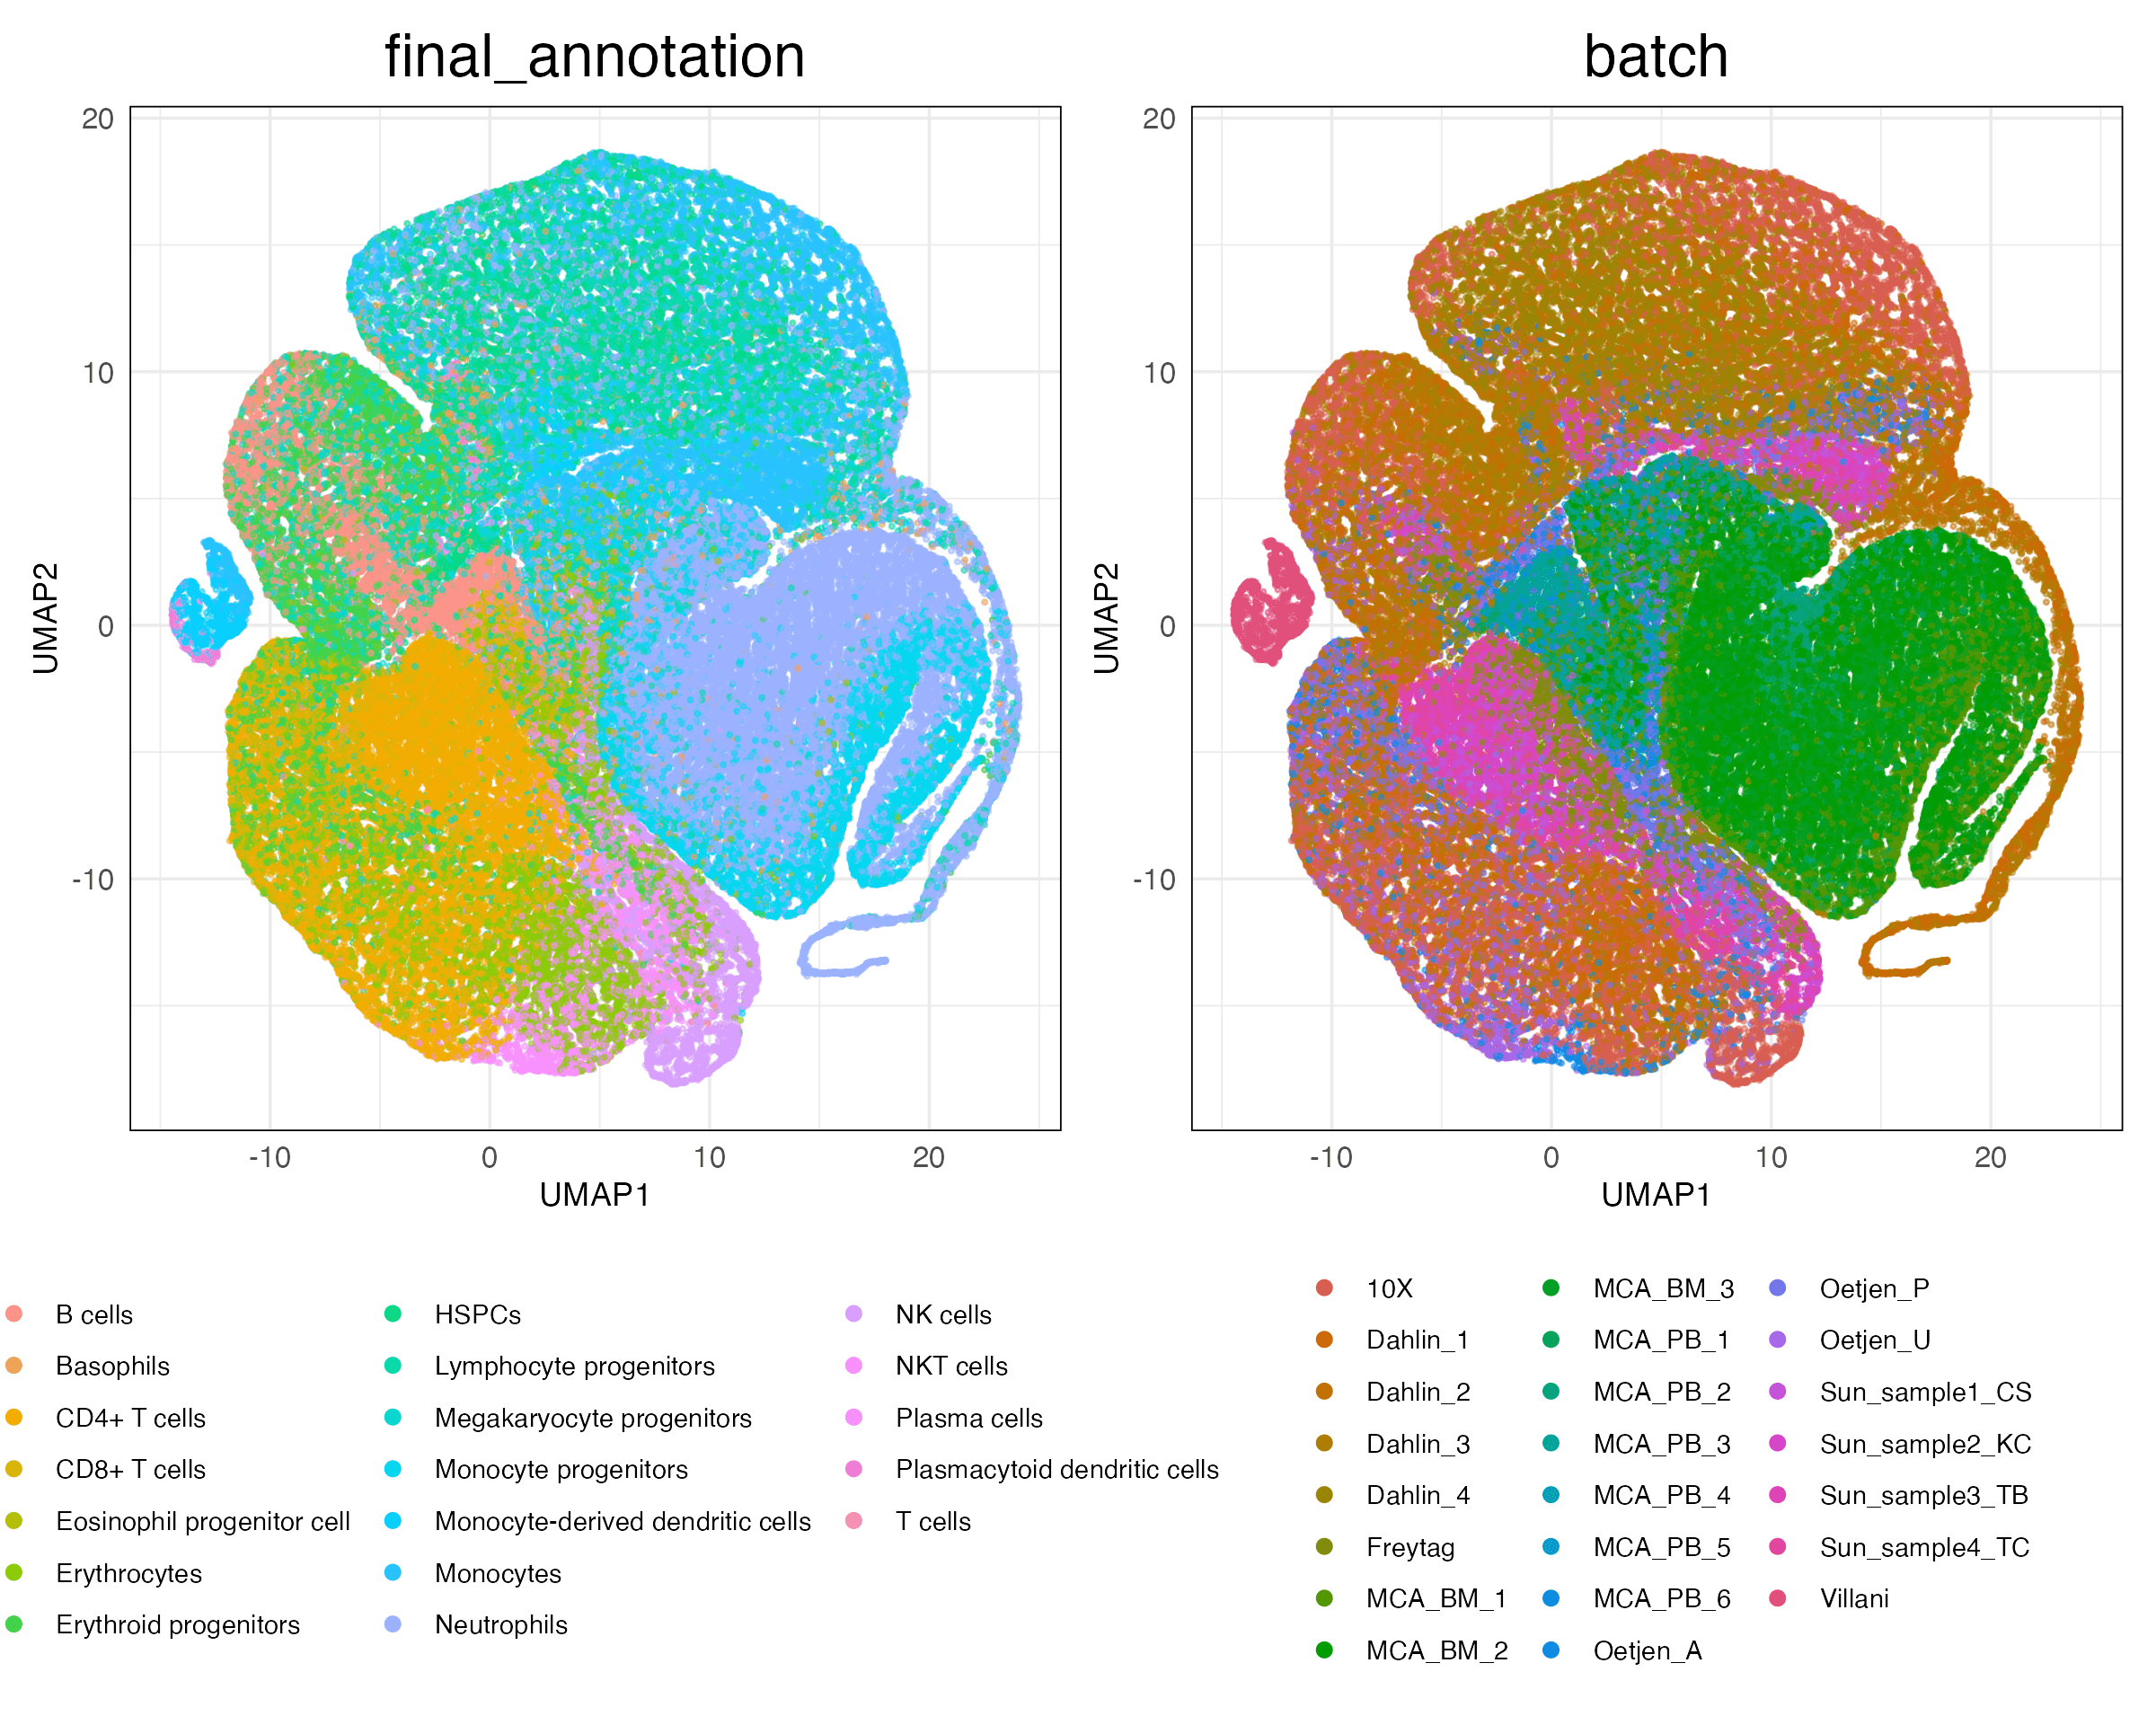 final_annotation
batch
20
10
0
-10
UMAP2
-10
0
10
20
UMAP1
20
10
0
-10
UMAP2
-10
0
10
20
UMAP1
B cells
Basophils
CD4+ T cells
CD8+ T cells
Eosinophil progenitor cell
Erythrocytes
Erythroid progenitors
HSPCs
Lymphocyte progenitors
Megakaryocyte progenitors
Monocyte progenitors
Monocyte-derived dendritic cells
Monocytes
Neutrophils
NK cells
NKT cells
Plasma cells
Plasmacytoid dendritic cells
T cells
10X
Dahlin_1
Dahlin_2
Dahlin_3
Dahlin_4
Freytag
MCA_BM_1
MCA_BM_2
MCA_BM_3
MCA_PB_1
MCA_PB_2
MCA_PB_3
MCA_PB_4
MCA_PB_5
MCA_PB_6
Oetjen_A
Oetjen_P
Oetjen_U
Sun_sample1_CS
Sun_sample2_KC
Sun_sample3_TB
Sun_sample4_TC
Villani